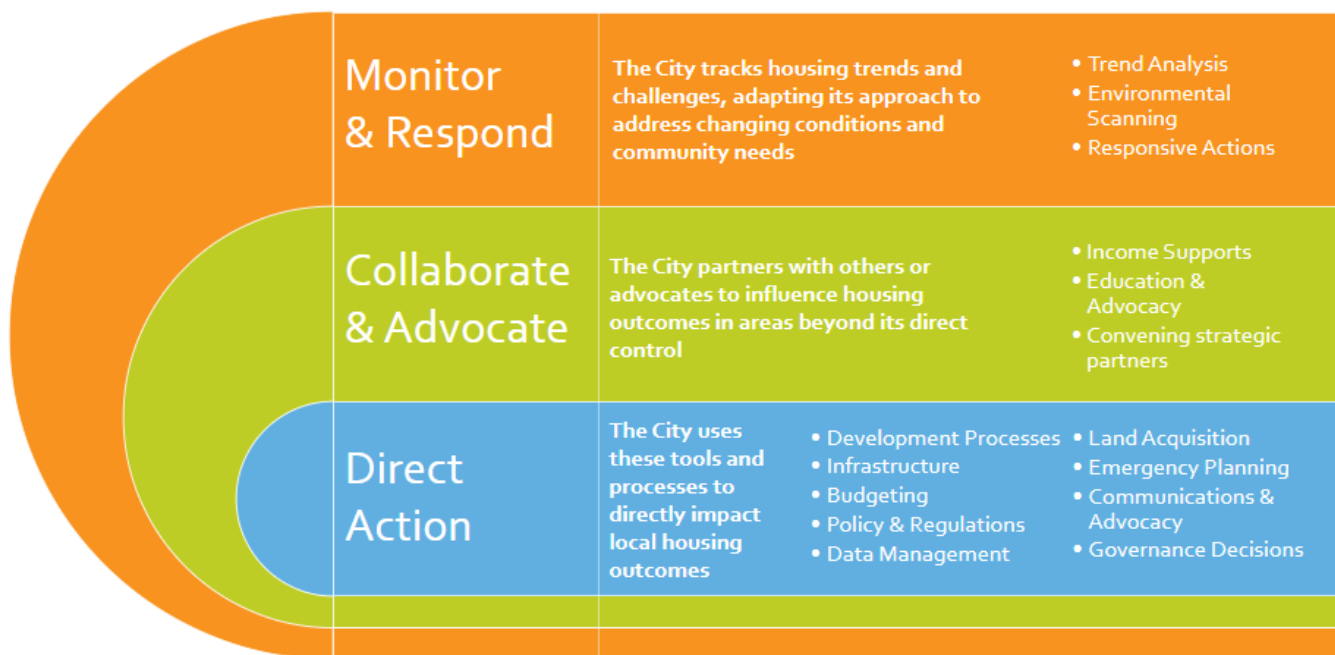 Monitor
& Respond
The City tracks housing trends and
challenges, adapting its approach to
address changing conditions and
community needs
• Trend Analysis
• Environmental
Scanning
• Responsive Actions
Collaborate
& Advocate
The City partners with others or
advocates to influence housing
outcomes in areas beyond its direct
control
• Income Supports
• Education &
Advocacy
• Convening strategic
partners
Direct
Action
The City uses
these tools and
processes to
directly impact
local housing
outcomes
• Development Processes
• Infrastructure
• Budgeting
• Policy & Regulations
• Data Management
• Land Acquisition
• Emergency Planning
• Communications &
Advocacy
• Governance Decisions